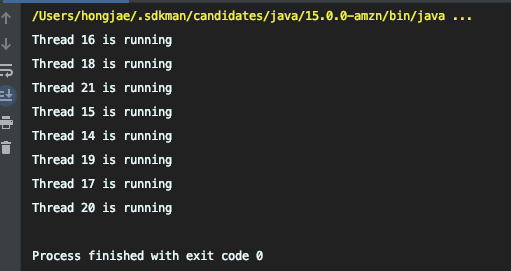 /Users/hongjae/.sdkman/candidates/java/15.0.0-amzn/bin/java ...
Thread 16 is running
Thread 18 is running
Thread 21 is running
Thread 15 is running
Thread 14 is running
Thread 19 is running
Thread 17 is running
Thread 20 is running
Process finished with exit code 0